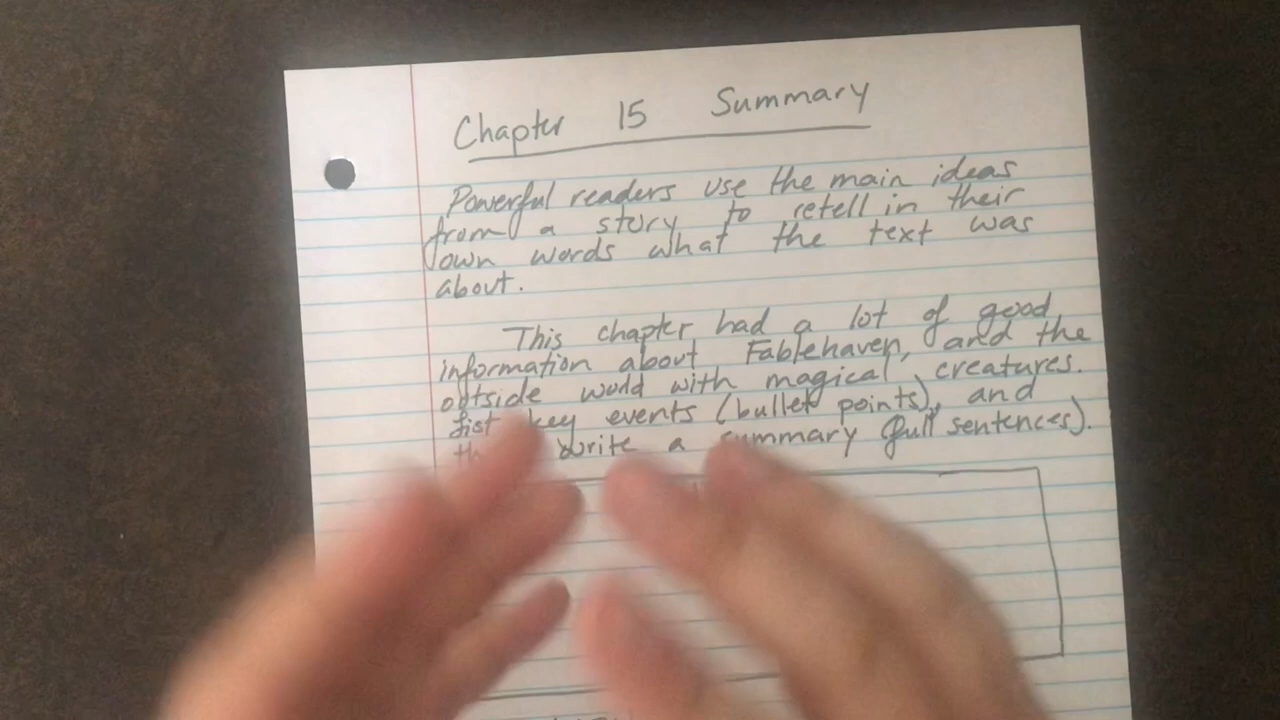 Chapter 15 Summary
Powerful readers use the main ideas
from a story to retell in their
own words what the text was
about.
This chapter had a lot of good
information about Fablehaven, and the
outside world with magical creatures.
list key events (bullet points), and
write a summary (full sentences).